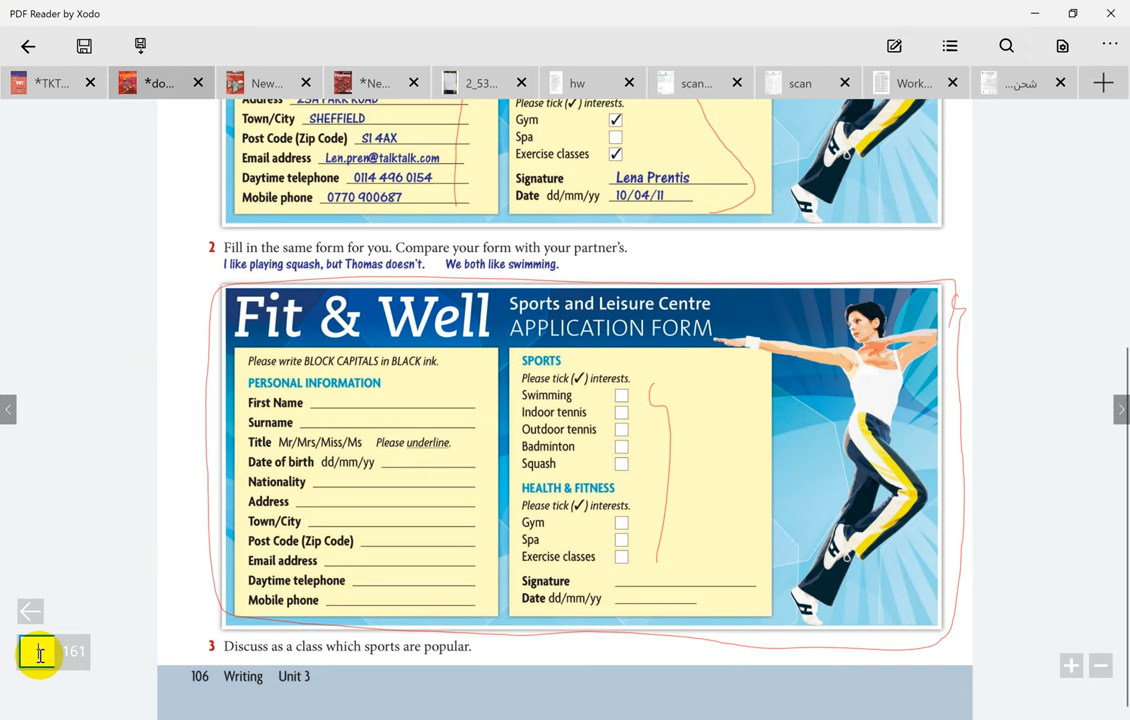 PDF Reader by Xodo
*TKT...
*do...
New...
*Ne...
2_53...
hw
scan...
scan
Work...
شحن...
Address 25A PARK ROAD
Town/City SHEFFIELD
Post Code (Zip Code) S1 4AX
Email address Len.pren@talktalk.com
Daytime telephone 0114 496 0154
Mobile phone 0770 900687
Please tick (✓) interests.
Gym ✓
Spa
Exercise classes ✓
Signature Lena Prentis
Date dd/mm/yy 10/04/11
2 Fill in the same form for you. Compare your form with your partner's.
I like playing squash, but Thomas doesn't. We both like swimming.
Fit & Well
Sports and Leisure Centre
APPLICATION FORM
Please write BLOCK CAPITALS in BLACK ink.
PERSONAL INFORMATION
First Name
Surname
Title Mr/Mrs/Miss/Ms Please underline.
Date of birth dd/mm/yy
Nationality
Address
Town/City
Post Code (Zip Code)
Email address
Daytime telephone
Mobile phone
SPORTS
Please tick (✓) interests.
Swimming
Indoor tennis
Outdoor tennis
Badminton
Squash
HEALTH & FITNESS
Please tick (✓) interests.
Gym
Spa
Exercise classes
Signature
Date dd/mm/yy
3 Discuss as a class which sports are popular.
161
106 Writing Unit 3